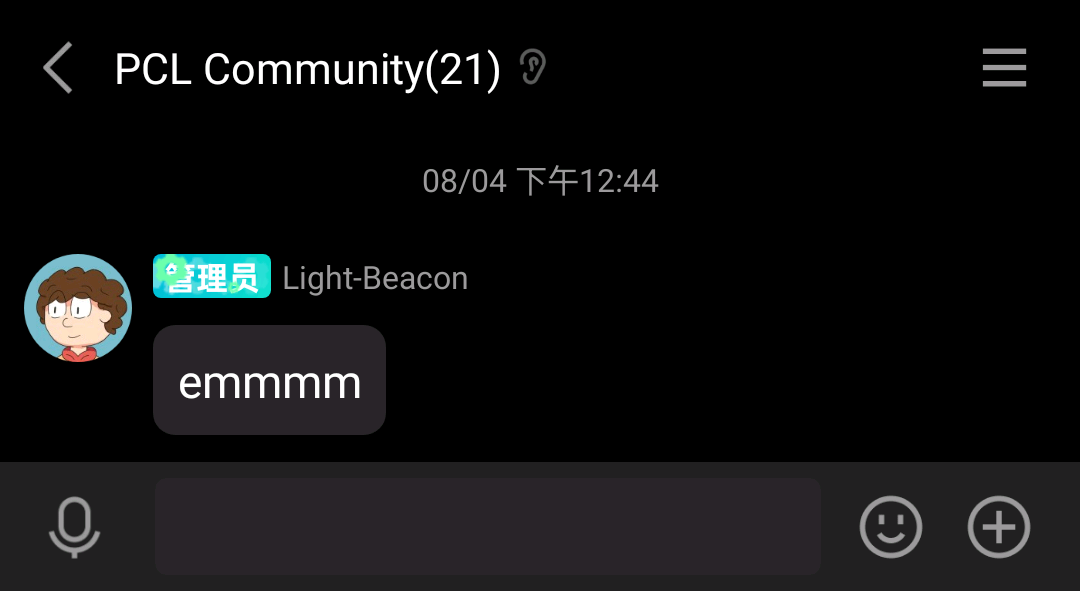 PCL Community(21)
08/04 下午12:44
管理员 Light-Beacon
emmmm